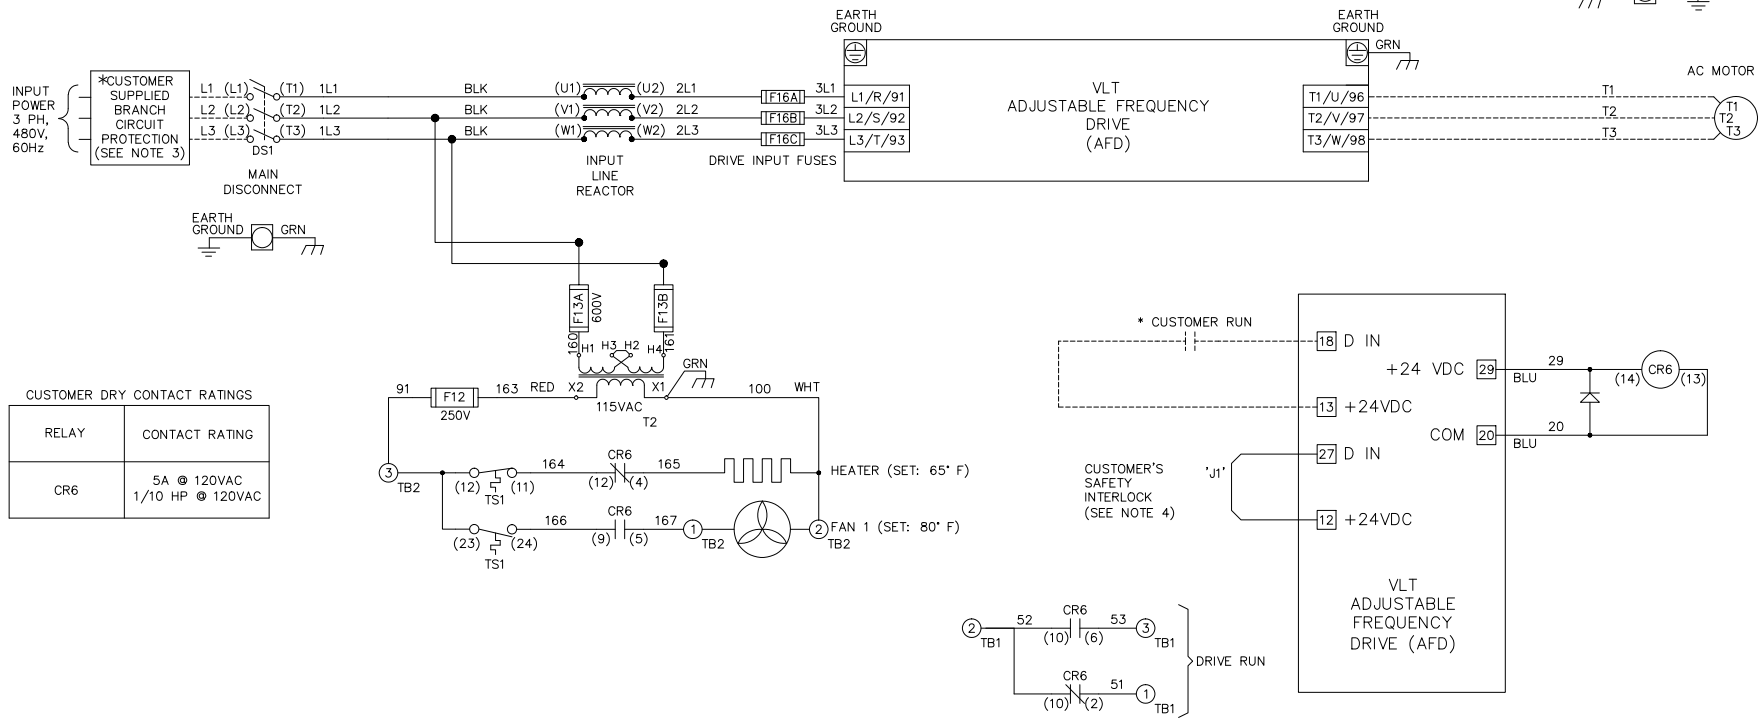 EARTH
GROUND
EARTH
GROUND
GRN
AC MOTOR
INPUT
POWER
3 PH,
480V,
60Hz
*CUSTOMER
SUPPLIED
BRANCH
CIRCUIT
PROTECTION
(SEE NOTE 3)
L1 (L1) (T1) 1L1 BLK (U1) (U2) 2L1 F16A 3L1 L1/R/91
L2 (L2) (T2) 1L2 (V1) (V2) 2L2 F16B 3L2 L2/S/92
L3 (L3) (T3) 1L3 BLK (W1) (W2) 2L3 F16C 3L3 L3/T/93
VLT
ADJUSTABLE FREQUENCY
DRIVE
(AFD)
T1/U/96 T1 T1
T2/V/97 T2 T2
T3/W/98 T3 T3
DS1
MAIN
DISCONNECT
INPUT
LINE
REACTOR
DRIVE INPUT FUSES
EARTH
GROUND
GRN
F13A
600V
F13B
160
161
H1 H3 H2 H4
GRN
91 F12 163 RED X2 X1 100 WHT
250V
115VAC
T2
CUSTOMER DRY CONTACT RATINGS
RELAY CONTACT RATING
CR6 5A @ 120VAC
1/10 HP @ 120VAC
3
TB2
(12) (11) 164 CR6 165
TS1
(12) (4)
HEATER (SET: 65° F)
(23) (24) 166 CR6 167
TS1
(9) (5)
1
TB2
2
TB2
FAN 1 (SET: 80° F)
* CUSTOMER RUN
18 D IN
13 +24VDC
27 D IN
12 +24VDC
CUSTOMER'S
SAFETY
INTERLOCK
(SEE NOTE 4)
'J1'
+24 VDC 29
29
BLU
(14) CR6 (13)
COM 20
20
BLU
VLT
ADJUSTABLE
FREQUENCY
DRIVE (AFD)
2
TB1
52 CR6 53
(10) (6)
3
TB1
CR6 51
(10) (2)
1
TB1
DRIVE RUN